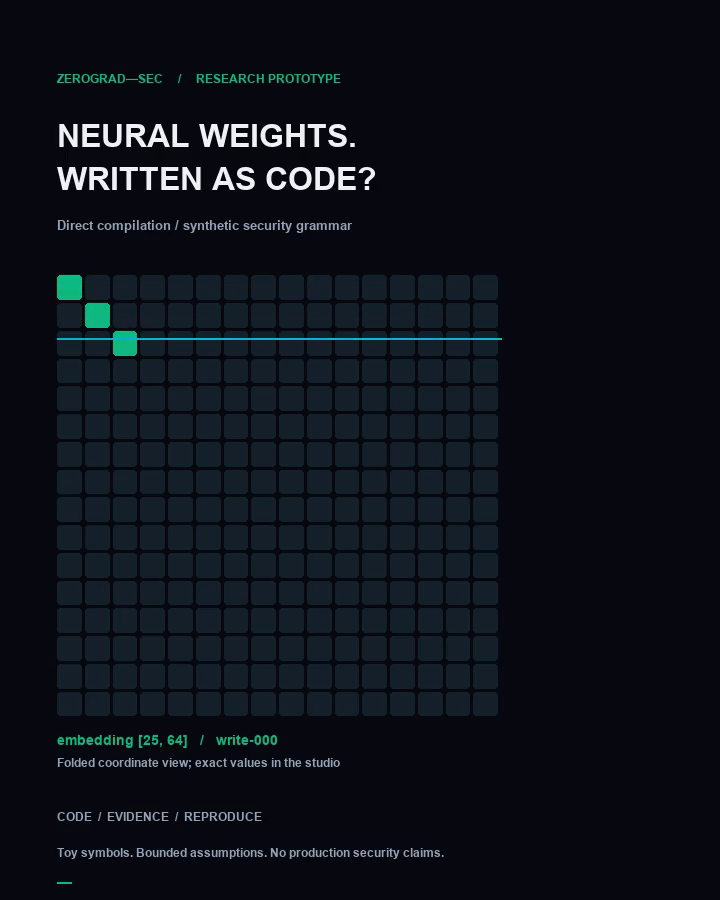 ZEROGRAD—SEC / RESEARCH PROTOTYPE
NEURAL WEIGHTS.
WRITTEN AS CODE?
Direct compilation / synthetic security grammar
embedding [25, 64] / write-000
Folded coordinate view; exact values in the studio
CODE / EVIDENCE / REPRODUCE
Toy symbols. Bounded assumptions. No production security claims.